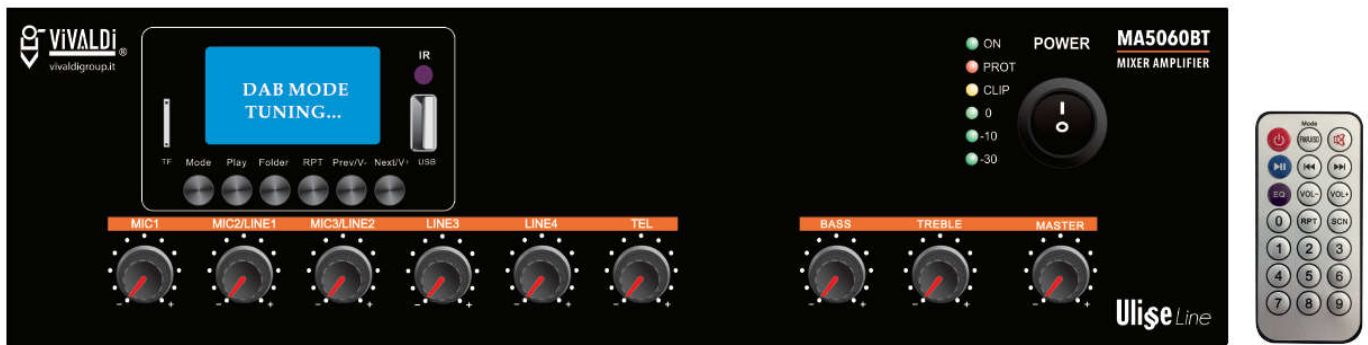 ViVALDi ®
vivaldigroup.it
DAB MODE
TUNING...
IR
TF
USB
Mode Play Folder RPT Prev/V- Next/V+
ON
PROT
CLIP
0
-10
-30
POWER
I
O
MA5060BT
MIXER AMPLIFIER
MIC1 MIC2/LINE1 MIC3/LINE2 LINE3 LINE4 TEL
BASS TREBLE MASTER
- + - + - + - + - + - +
- + - + - +
Ulisse Line
Mode
EQ VOL- VOL+
0 RPT SCN
1 2 3
4 5 6
7 8 9